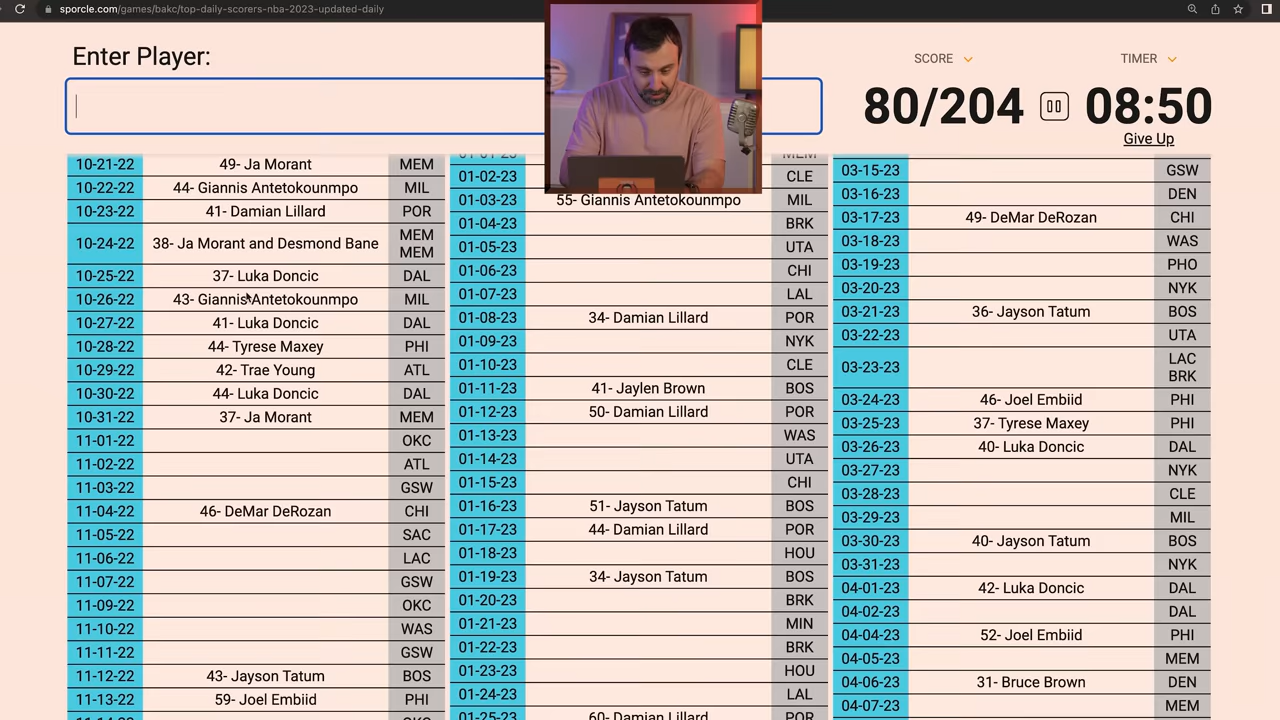 sporcle.com/games/bakc/top-daily-scorers-nba-2023-updated-daily
Enter Player:
SCORE
TIMER
80/204
08:50
Give Up
10-21-22 49- Ja Morant MEM
10-22-22 44- Giannis Antetokounmpo MIL
10-23-22 41- Damian Lillard POR
10-24-22 38- Ja Morant and Desmond Bane MEM
MEM
10-25-22 37- Luka Doncic DAL
10-26-22 43- Giannis Antetokounmpo MIL
10-27-22 41- Luka Doncic DAL
10-28-22 44- Tyrese Maxey PHI
10-29-22 42- Trae Young ATL
10-30-22 44- Luka Doncic DAL
10-31-22 37- Ja Morant MEM
11-01-22 OKC
11-02-22 ATL
11-03-22 GSW
11-04-22 46- DeMar DeRozan CHI
11-05-22 SAC
11-06-22 LAC
11-07-22 GSW
11-09-22 OKC
11-10-22 WAS
11-11-22 GSW
11-12-22 43- Jayson Tatum BOS
11-13-22 59- Joel Embiid PHI
11-14-22 OKC
01-01-23 MEM
01-02-23 CLE
01-03-23 55- Giannis Antetokounmpo MIL
01-04-23 BRK
01-05-23 UTA
01-06-23 CHI
01-07-23 LAL
01-08-23 34- Damian Lillard POR
01-09-23 NYK
01-10-23 CLE
01-11-23 41- Jaylen Brown BOS
01-12-23 50- Damian Lillard POR
01-13-23 WAS
01-14-23 UTA
01-15-23 CHI
01-16-23 51- Jayson Tatum BOS
01-17-23 44- Damian Lillard POR
01-18-23 HOU
01-19-23 34- Jayson Tatum BOS
01-20-23 BRK
01-21-23 MIN
01-22-23 BRK
01-23-23 HOU
01-24-23 LAL
01-25-23 60- Damian Lillard POR
03-15-23 GSW
03-16-23 DEN
03-17-23 49- DeMar DeRozan CHI
03-18-23 WAS
03-19-23 PHO
03-20-23 NYK
03-21-23 36- Jayson Tatum BOS
03-22-23 UTA
03-23-23 LAC
BRK
03-24-23 46- Joel Embiid PHI
03-25-23 37- Tyrese Maxey PHI
03-26-23 40- Luka Doncic DAL
03-27-23 NYK
03-28-23 CLE
03-29-23 MIL
03-30-23 40- Jayson Tatum BOS
03-31-23 NYK
04-01-23 42- Luka Doncic DAL
04-02-23 DAL
04-04-23 52- Joel Embiid PHI
04-05-23 MEM
04-06-23 31- Bruce Brown DEN
04-07-23 MEM